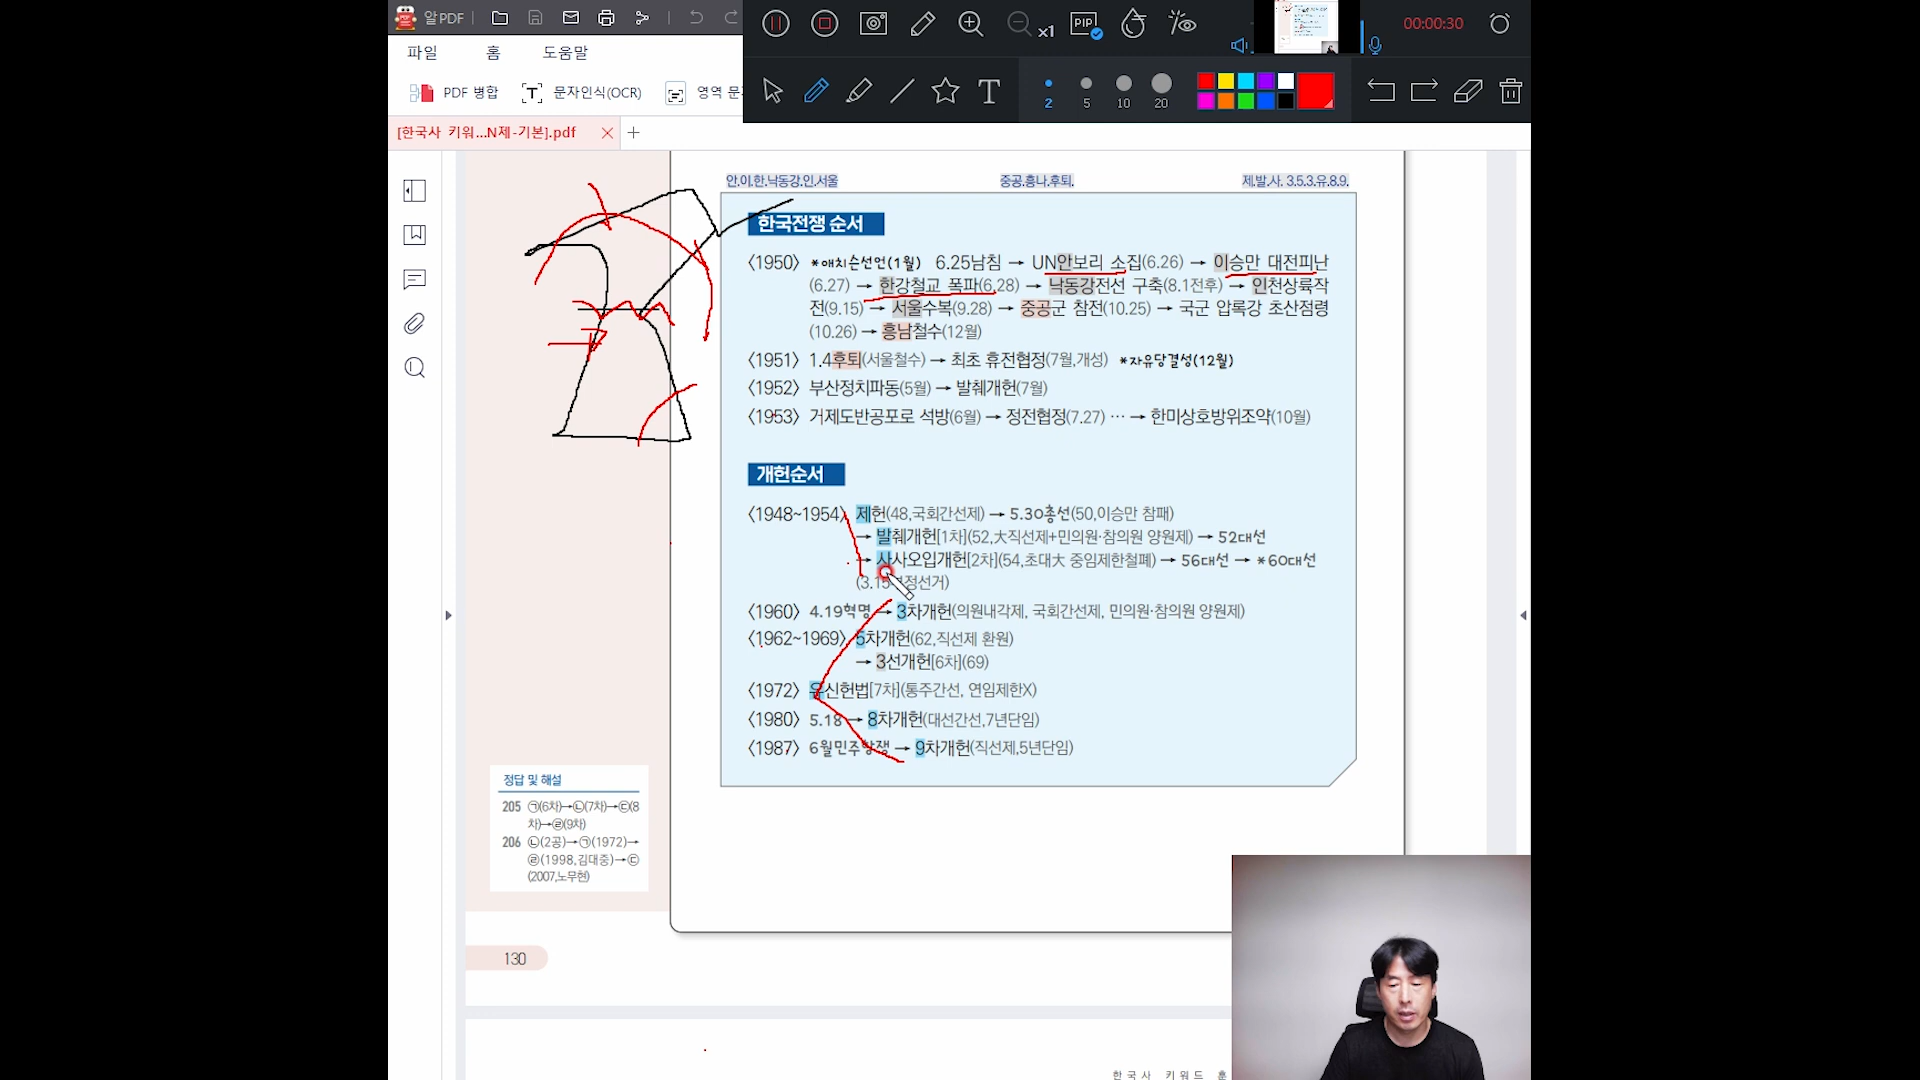 알PDF
파일 홈 도움말
PDF 병합 문자인식(OCR) 영역 문
x1 PIP 00:00:30
2 5 10 20
[한국사 키워...N제-기본].pdf
안.이.한.낙동강.인.서울 중공.흥나.후퇴. 제.발.사. 3.5.3.유.8.9.
한국전쟁 순서
〈1950〉 *애치슨선언(1월) 6.25남침 → UN안보리 소집(6.26) → 이승만 대전피난
(6.27) → 한강철교 폭파(6.28) → 낙동강전선 구축(8.1전후) → 인천상륙작
전(9.15) → 서울수복(9.28) → 중공군 참전(10.25) → 국군 압록강 초산점령
(10.26) → 흥남철수(12월)
〈1951〉 1.4후퇴(서울철수) → 최초 휴전협정(7월,개성) *자유당결성(12월)
〈1952〉 부산정치파동(5월) → 발췌개헌(7월)
〈1953〉 거제도반공포로 석방(6월) → 정전협정(7.27) ⋯ → 한미상호방위조약(10월)
개헌순서
〈1948~1954〉 제헌(48,국회간선제) → 5.30총선(50,이승만 참패)
→ 발췌개헌[1차](52,大직선제+민의원·참의원 양원제) → 52대선
→ 사사오입개헌[2차](54,초대大 중임제한철폐) → 56대선 → *60대선
(3.15부정선거)
〈1960〉 4.19혁명 → 3차개헌(의원내각제, 국회간선제, 민의원·참의원 양원제)
〈1962~1969〉 5차개헌(62,직선제 환원)
→ 3선개헌[6차](69)
〈1972〉 유신헌법[7차](통주간선, 연임제한X)
〈1980〉 5.18 → 8차개헌(대선간선,7년단임)
〈1987〉 6월민주항쟁 → 9차개헌(직선제,5년단임)
정답 및 해설
205 ㉠(6차)→㉡(7차)→㉢(8
차)→㉣(9차)
206 ㉡(2공)→㉠(1972)→
㉣(1998,김대중)→㉢
(2007,노무현)
130
한국사 키워드 훈